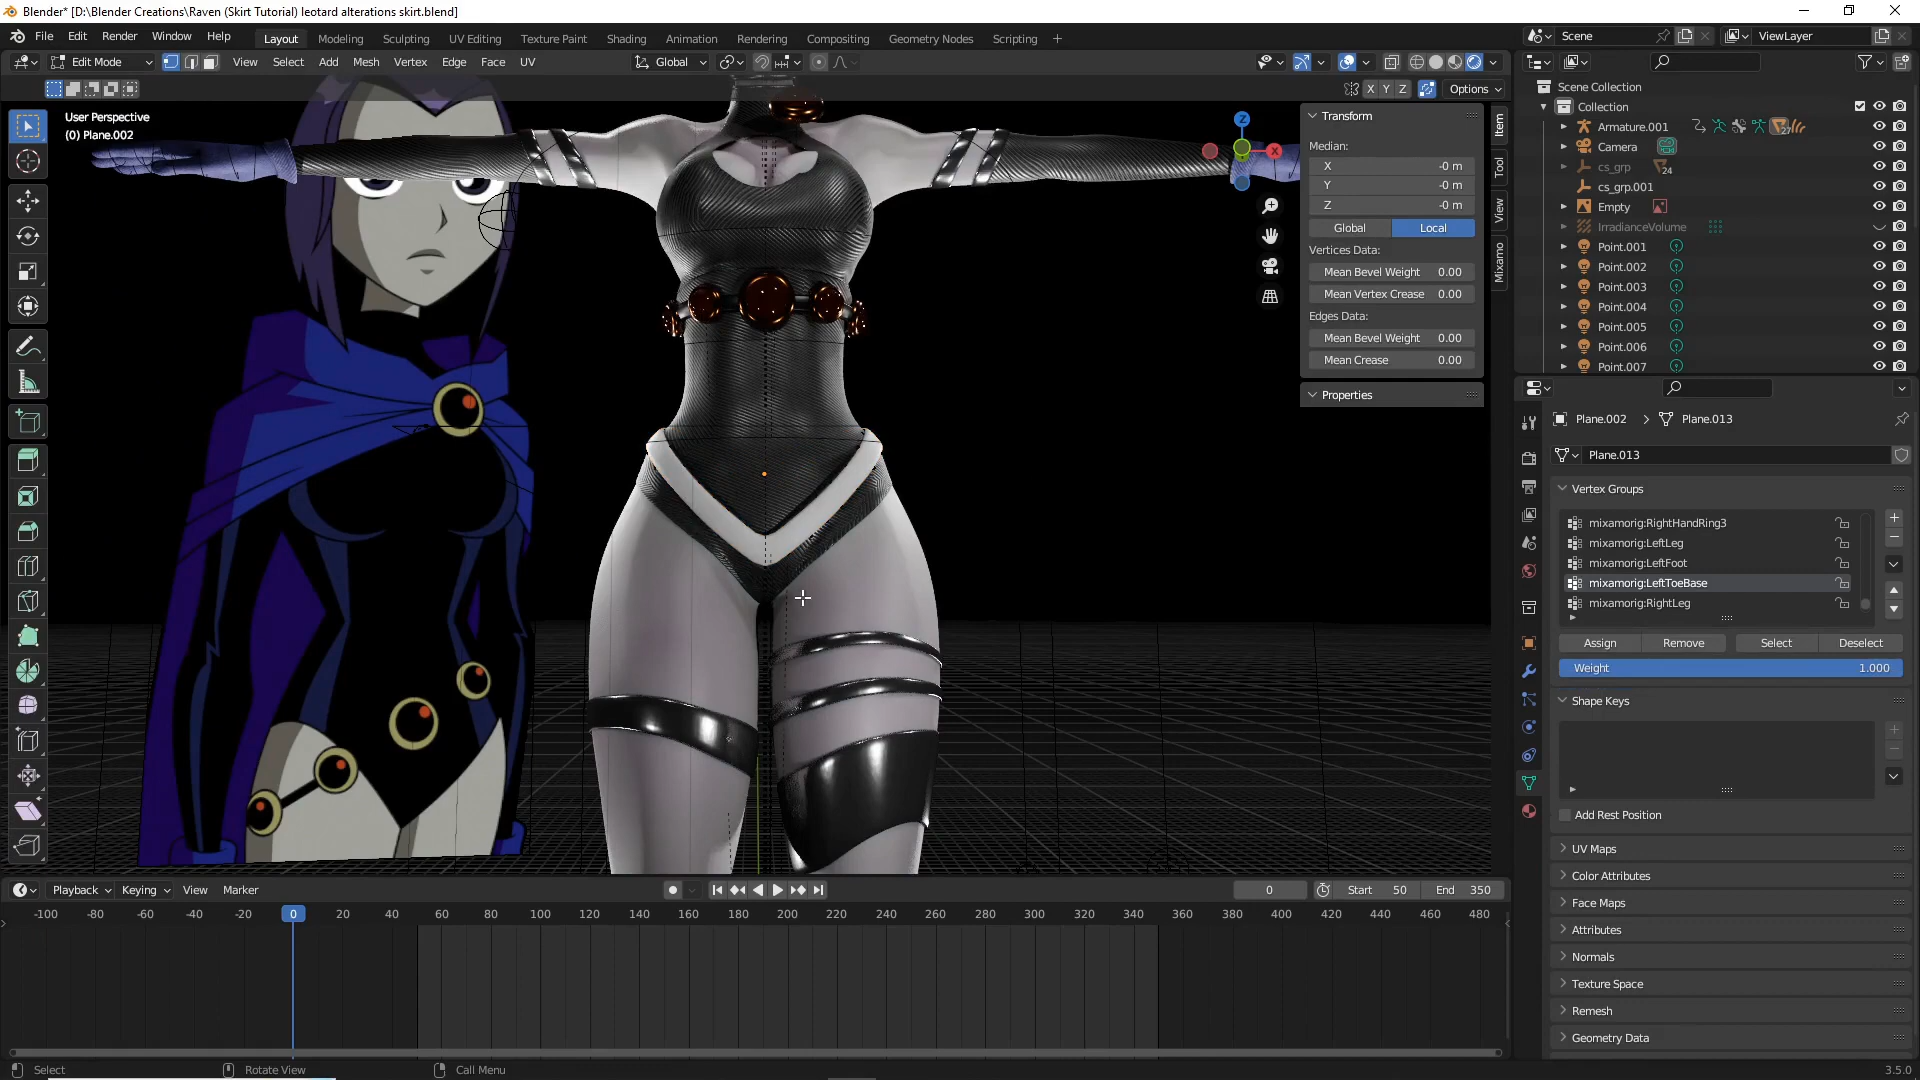 Blender* [D:\Blender Creations\Raven (Skirt Tutorial) leotard alterations skirt.blend]
File Edit Render Window Help Layout Modeling Sculpting UV Editing Texture Paint Shading Animation Rendering Compositing Geometry Nodes Scripting + Scene ViewLayer
Edit Mode View Select Add Mesh Vertex Edge Face UV Global
X Y Z Options
User Perspective
(0) Plane.002
Z
X
Transform
Median:
X -0 m
Y -0 m
Z -0 m
Global Local
Vertices Data:
Mean Bevel Weight 0.00
Mean Vertex Crease 0.00
Edges Data:
Mean Bevel Weight 0.00
Mean Crease 0.00
Properties
Item
Tool
View
Mixamo
Scene Collection
Collection
Armature.001 27
Camera
cs_grp 24
cs_grp.001
Empty
IrradianceVolume
Point.001
Point.002
Point.003
Point.004
Point.005
Point.006
Point.007
Plane.002 > Plane.013
Plane.013
Vertex Groups
mixamorig:RightHandRing3
mixamorig:LeftLeg
mixamorig:LeftFoot
mixamorig:LeftToeBase
mixamorig:RightLeg
Assign Remove Select Deselect
Weight 1.000
Shape Keys
Add Rest Position
UV Maps
Color Attributes
Face Maps
Attributes
Normals
Texture Space
Remesh
Geometry Data
Playback Keying View Marker 0 Start 50 End 350
-100 -80 -60 -40 -20 0 20 40 60 80 100 120 140 160 180 200 220 240 260 280 300 320 340 360 380 400 420 440 460 480
Select Rotate View Call Menu 3.5.0